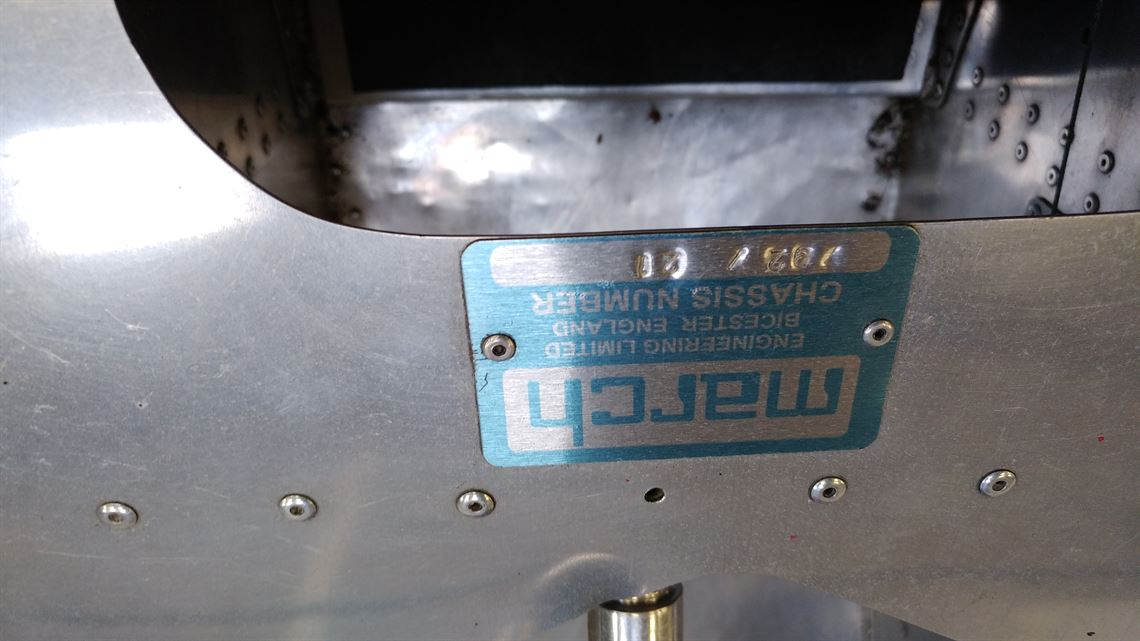 march
ENGINEERING LIMITED
BICESTER ENGLAND
CHASSIS NUMBER